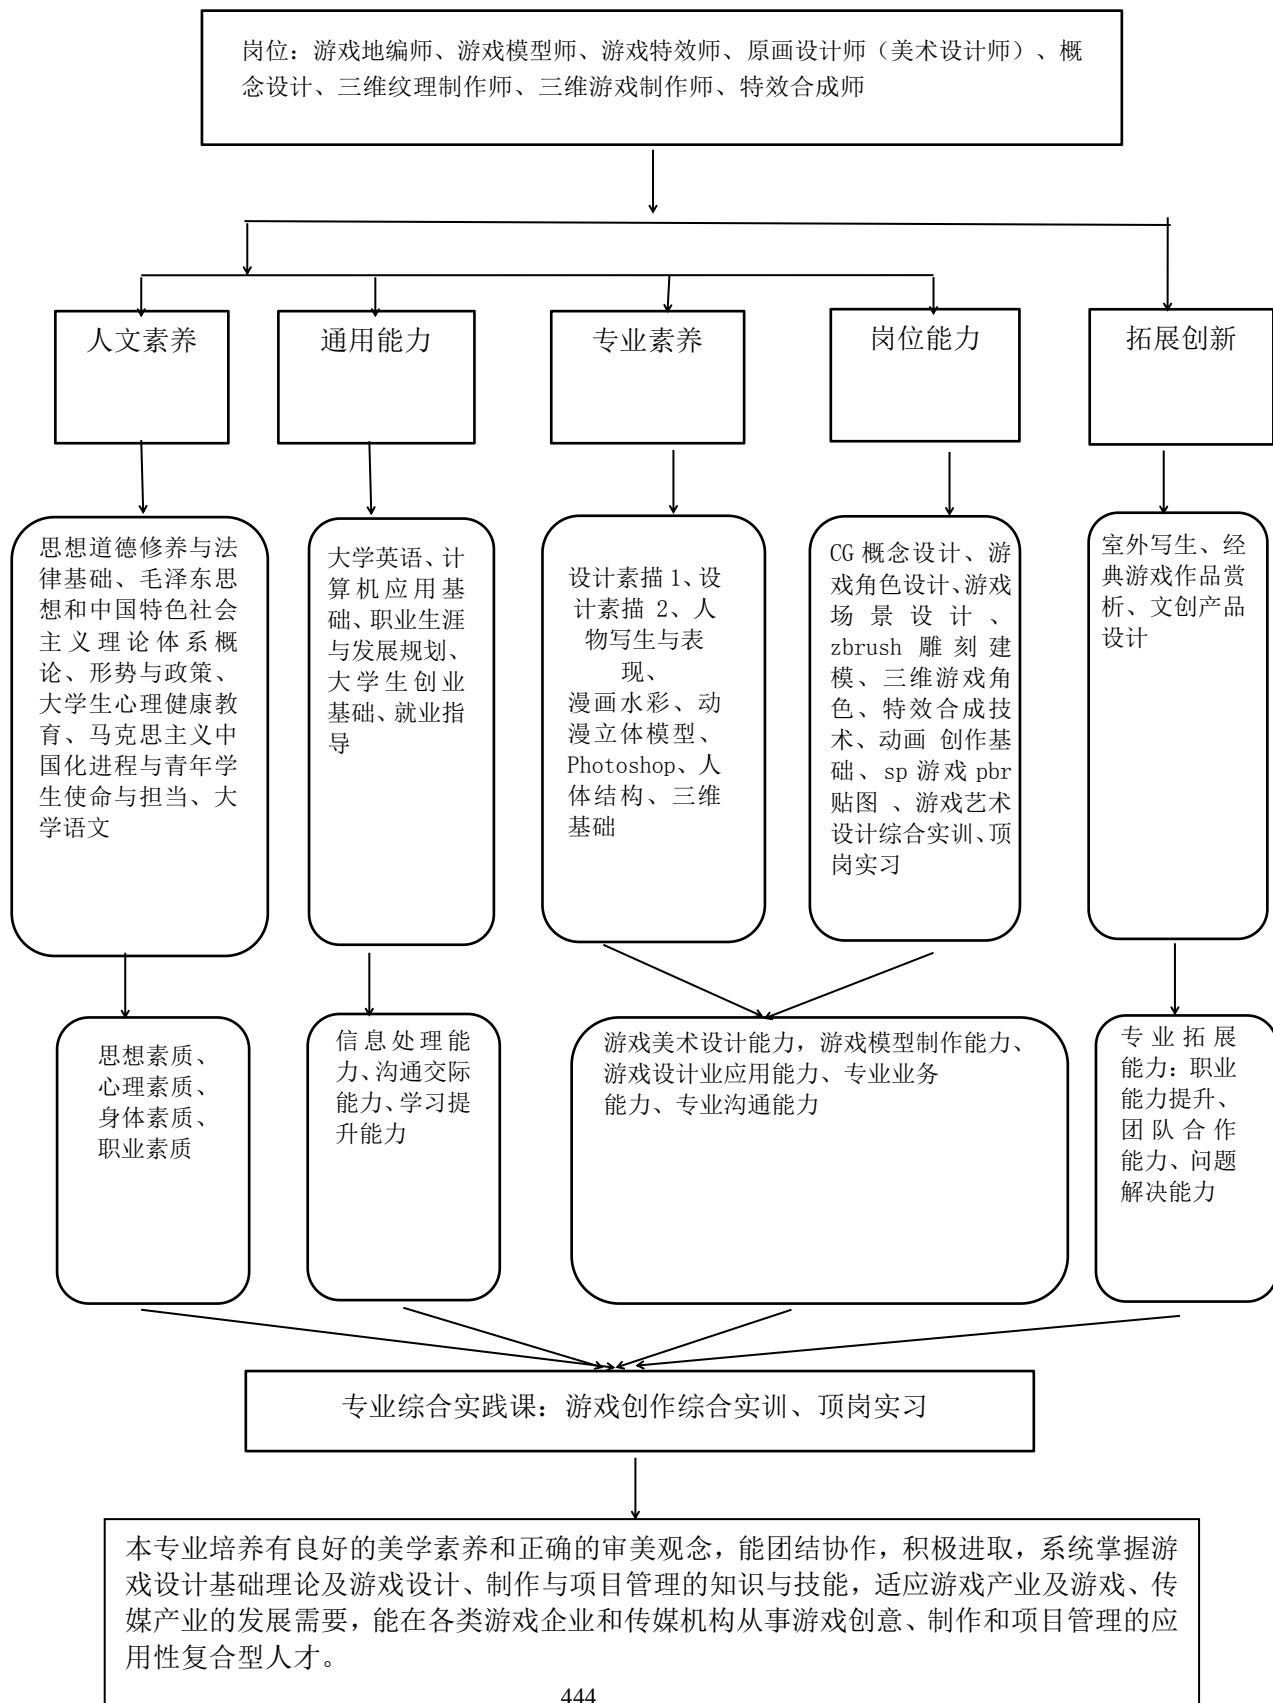 岗位：游戏地编师、游戏模型师、游戏特效师、原画设计师（美术设计师）、概
念设计、三维纹理制作师、三维游戏制作师、特效合成师
人文素养
通用能力
专业素养
岗位能力
拓展创新
思想道德修养与法
律基础、毛泽东思
想和中国特色社会
主义理论体系概
论、形势与政策、
大学生心理健康教
育、马克思主义中
国化进程与青年学
生使命与担当、大
学语文
大学英语、计
算机应用基
础、职业生涯
与发展规划、
大学生创业
基础、就业指
导
设计素描 1、设
计素描 2、人
物写生与表
现、
漫画水彩、动
漫立体模型、
Photoshop、人
体结构、三维
基础
CG 概念设计、游
戏角色设计、游戏
场景设计、
zbrush 雕刻建
模、三维游戏角
色、特效合成技
术、动画 创作基
础、sp 游戏 pbr
贴图 、游戏艺术
设计综合实训、顶
岗实习
室外写生、经
典游戏作品赏
析、文创产品
设计
思想素质、
心理素质、
身体素质、
职业素质
信息处理能
力、沟通交际
能力、学习提
升能力
游戏美术设计能力，游戏模型制作能力、
游戏设计业应用能力、专业业务
能力、专业沟通能力
专业拓展
能力：职业
能力提升、
团队合作
能力、问题
解决能力
专业综合实践课：游戏创作综合实训、顶岗实习
本专业培养有良好的美学素养和正确的审美观念，能团结协作，积极进取，系统掌握游
戏设计基础理论及游戏设计、制作与项目管理的知识与技能，适应游戏产业及游戏、传
媒产业的发展需要，能在各类游戏企业和传媒机构从事游戏创意、制作和项目管理的应
用性复合型人才。
444